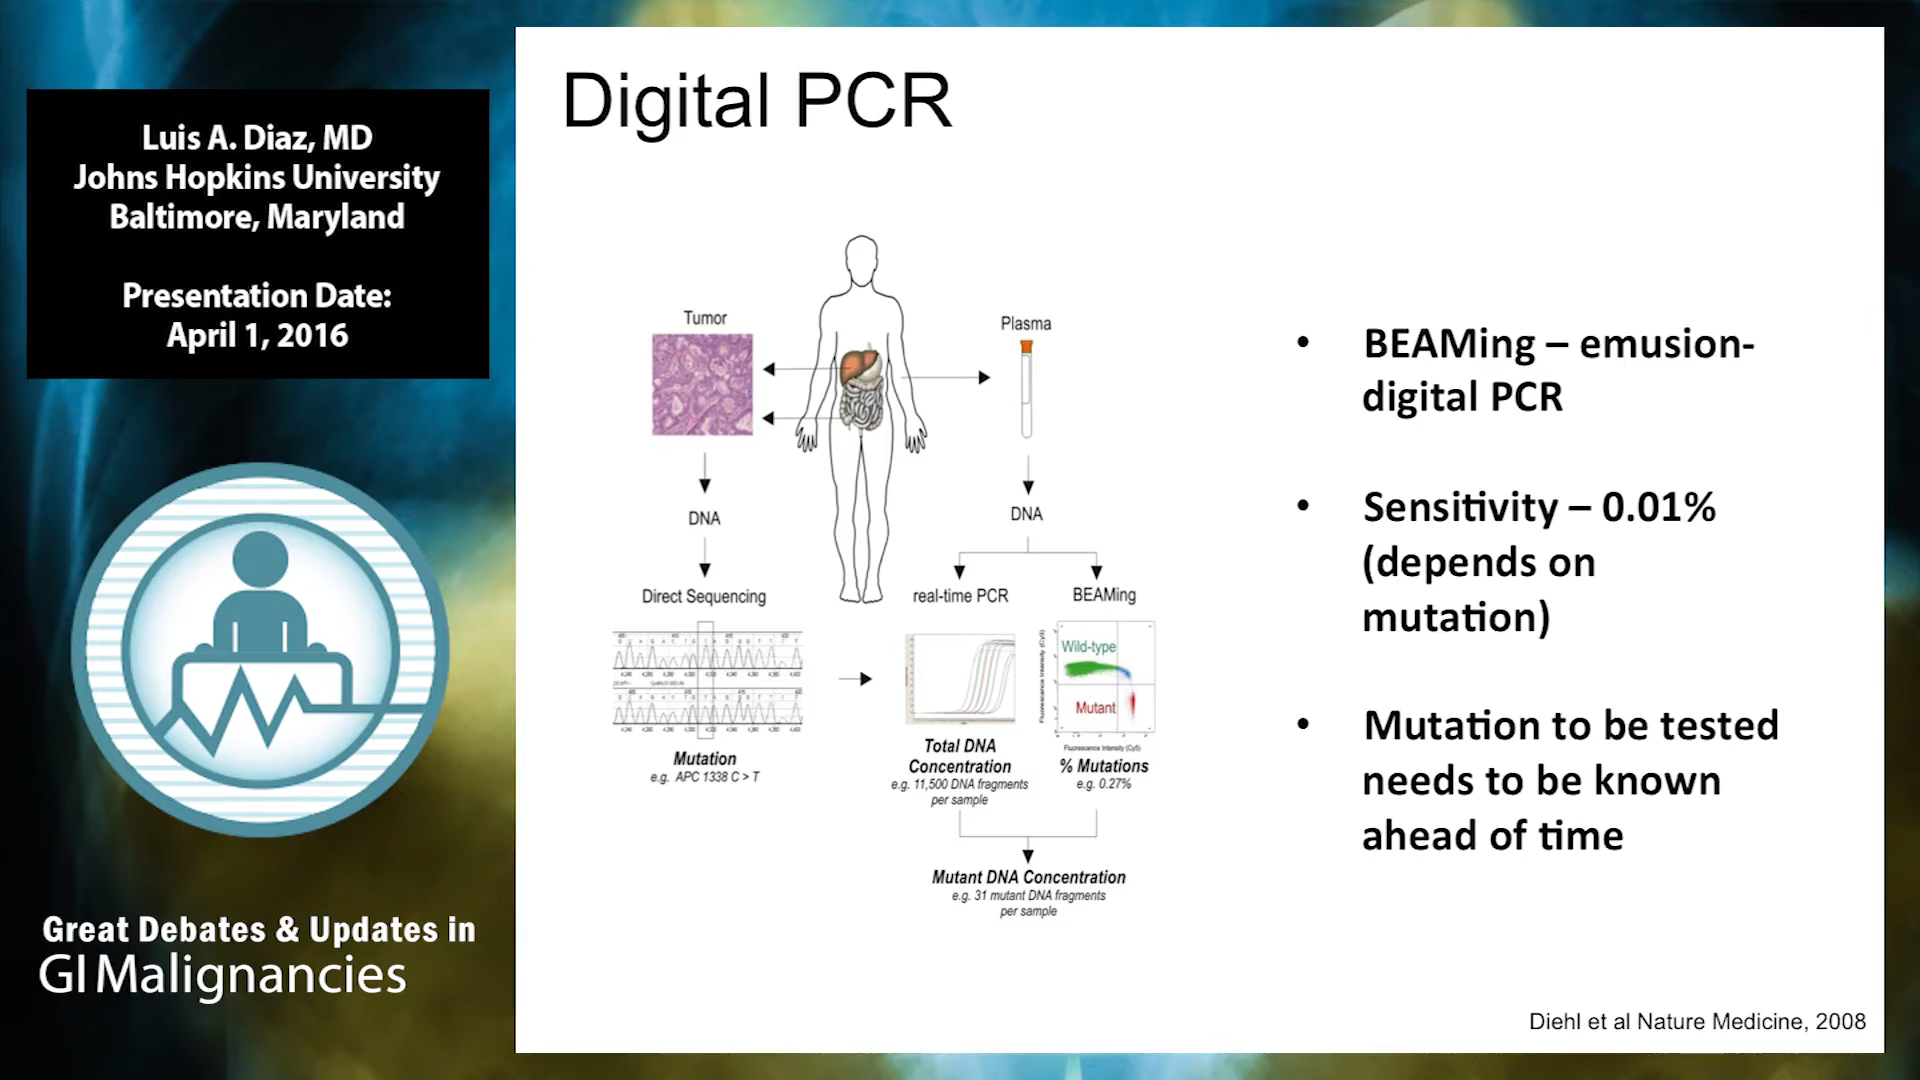 Luis A. Diaz, MD
Johns Hopkins University
Baltimore, Maryland
Presentation Date:
April 1, 2016
Great Debates & Updates in
GI Malignancies
Digital PCR
Tumor
Plasma
DNA
DNA
Direct Sequencing
real-time PCR
BEAMing
Wild-type
Mutant
Fluorescence Intensity (Cy5)
Mutation
e.g. APC 1338 C > T
Total DNA
Concentration
e.g. 11,500 DNA fragments
per sample
% Mutations
e.g. 0.27%
Mutant DNA Concentration
e.g. 31 mutant DNA fragments
per sample
• BEAMing – emusion-
digital PCR
• Sensitivity – 0.01%
(depends on
mutation)
• Mutation to be tested
needs to be known
ahead of time
Diehl et al Nature Medicine, 2008